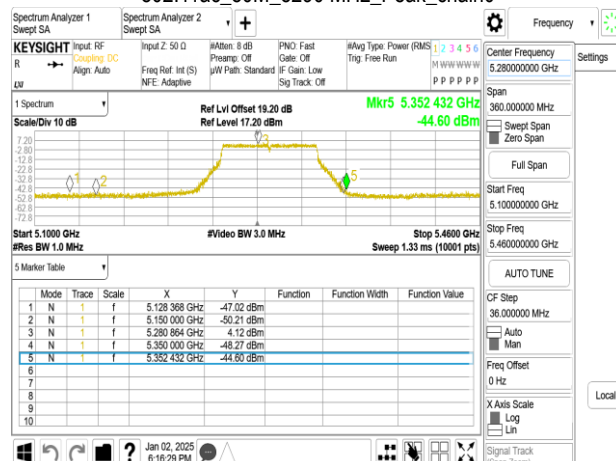 Spectrum Analyzer 1
Swept SA
Spectrum Analyzer 2
Swept SA
Frequency
KEYSIGHT
R
Input: RF
Coupling: DC
Align: Auto
Input Z: 50 Ω
Freq Ref: Int (S)
NFE: Adaptive
#Atten: 8 dB
Preamp: Off
µW Path: Standard
PNO: Fast
Gate: Off
IF Gain: Low
Sig Track: Off
#Avg Type: Power (RMS
Trig: Free Run
1 2 3 4 5 6
M W W W W W
P P P P P P
Center Frequency
5.280000000 GHz
Settings
Span
360.000000 MHz
Swept Span
Zero Span
Full Span
Start Freq
5.100000000 GHz
Stop Freq
5.460000000 GHz
AUTO TUNE
CF Step
36.000000 MHz
Auto
Man
Freq Offset
0 Hz
X Axis Scale
Log
Lin
Signal Track
Local
1 Spectrum
Scale/Div 10 dB
Ref Lvl Offset 19.20 dB
Ref Level 17.20 dBm
Mkr5 5.352 432 GHz
-44.60 dBm
7.20
-2.80
-12.8
-22.8
-32.8
-42.8
-52.8
-62.8
-72.8
1
2
3
5
Start 5.1000 GHz
#Res BW 1.0 MHz
#Video BW 3.0 MHz
Stop 5.4600 GHz
Sweep 1.33 ms (10001 pts)
5 Marker Table
Mode Trace Scale X Y Function Function Width Function Value
1 N 1 f 5.128 368 GHz -47.02 dBm
2 N 1 f 5.150 000 GHz -50.21 dBm
3 N 1 f 5.280 864 GHz 4.12 dBm
4 N 1 f 5.350 000 GHz -48.27 dBm
5 N 1 f 5.352 432 GHz -44.60 dBm
6
7
8
9
10
?
Jan 02, 2025
6:16:29 PM